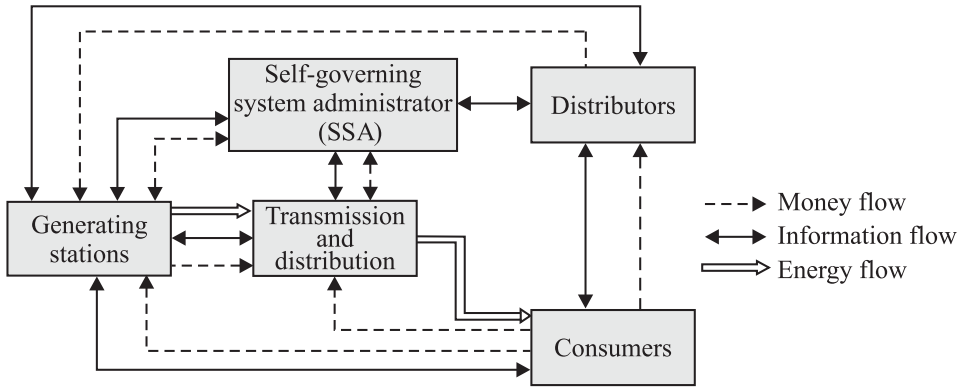 Self-governing
system administrator
(SSA)
Distributors
Generating
stations
Transmission
and
distribution
Consumers
Money flow
Information flow
Energy flow